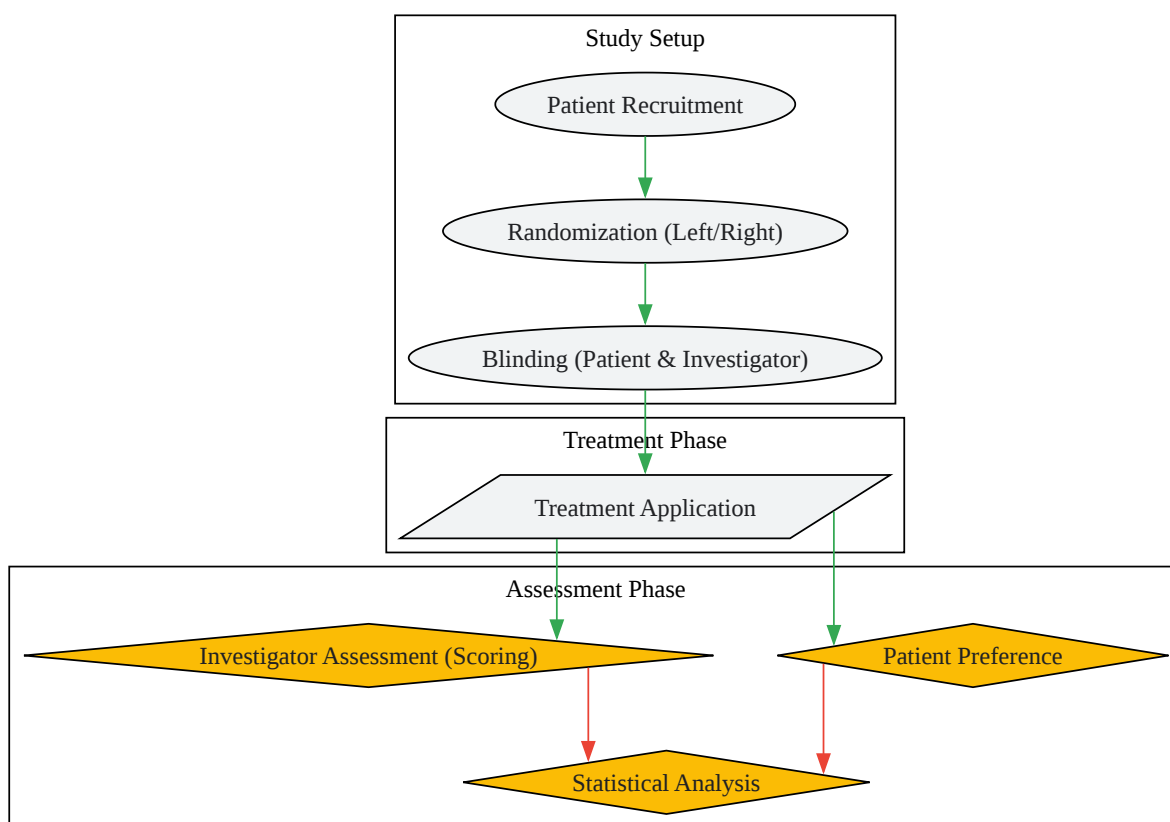 Study Setup
Patient Recruitment
Randomization (Left/Right)
Blinding (Patient & Investigator)
Treatment Phase
Treatment Application
Assessment Phase
Investigator Assessment (Scoring)
Patient Preference
Statistical Analysis